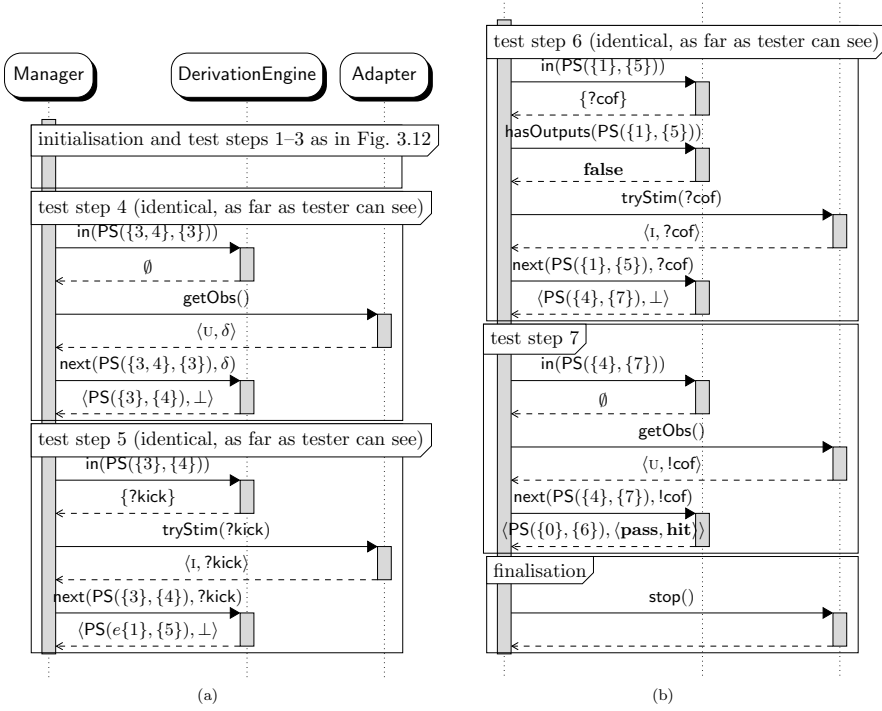 Manager
DerivationEngine
Adapter
initialisation and test steps 1–3 as in Fig. 3.12
test step 4 (identical, as far as tester can see)
in(PS({3, 4}, {3}))
∅
getObs()
⟨U, δ⟩
next(PS({3, 4}, {3}), δ)
⟨PS({3}, {4}), ⊥⟩
test step 5 (identical, as far as tester can see)
in(PS({3}, {4}))
{?kick}
tryStim(?kick)
⟨I, ?kick⟩
next(PS({3}, {4}), ?kick)
⟨PS(e{1}, {5}), ⊥⟩
(a)
test step 6 (identical, as far as tester can see)
in(PS({1}, {5}))
{?cof}
hasOutputs(PS({1}, {5}))
false
tryStim(?cof)
⟨I, ?cof⟩
next(PS({1}, {5}), ?cof)
⟨PS({4}, {7}), ⊥⟩
test step 7
in(PS({4}, {7}))
∅
getObs()
⟨U, !cof⟩
next(PS({4}, {7}), !cof)
⟨PS({0}, {6}), ⟨pass, hit⟩⟩
finalisation
stop()
(b)